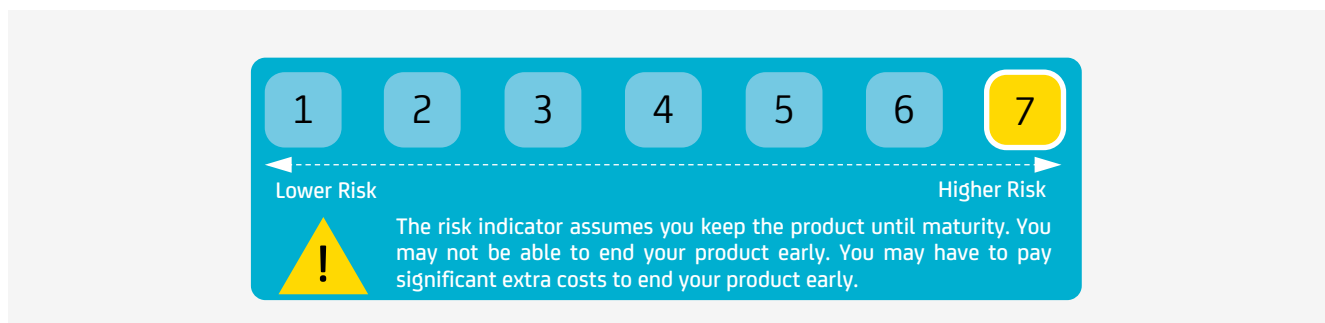 1 2 3 4 5 6 7
Lower Risk Higher Risk
The risk indicator assumes you keep the product until maturity. You
may not be able to end your product early. You may have to pay
significant extra costs to end your product early.
!